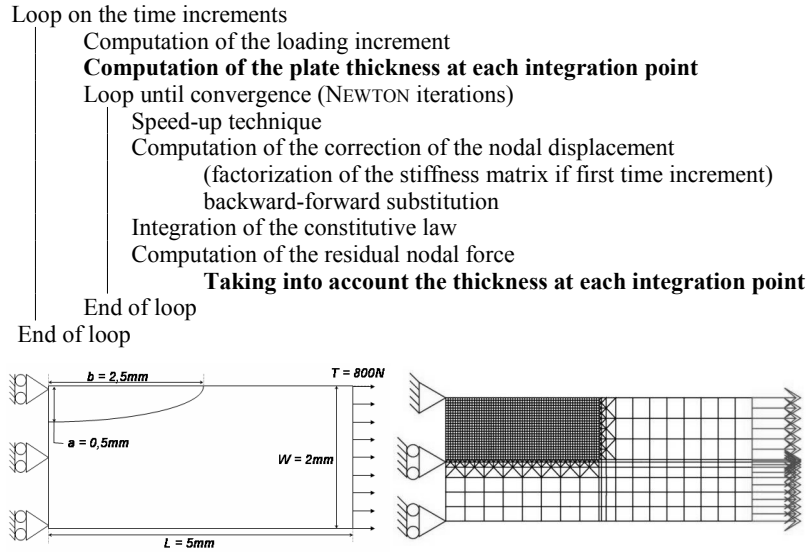 Loop on the time increments
Computation of the loading increment
Computation of the plate thickness at each integration point
Loop until convergence (NEWTON iterations)
Speed-up technique
Computation of the correction of the nodal displacement
(factorization of the stiffness matrix if first time increment)
backward-forward substitution
Integration of the constitutive law
Computation of the residual nodal force
Taking into account the thickness at each integration point
End of loop
End of loop
b = 2,5mm
T = 800N
a = 0,5mm
W = 2mm
L = 5mm